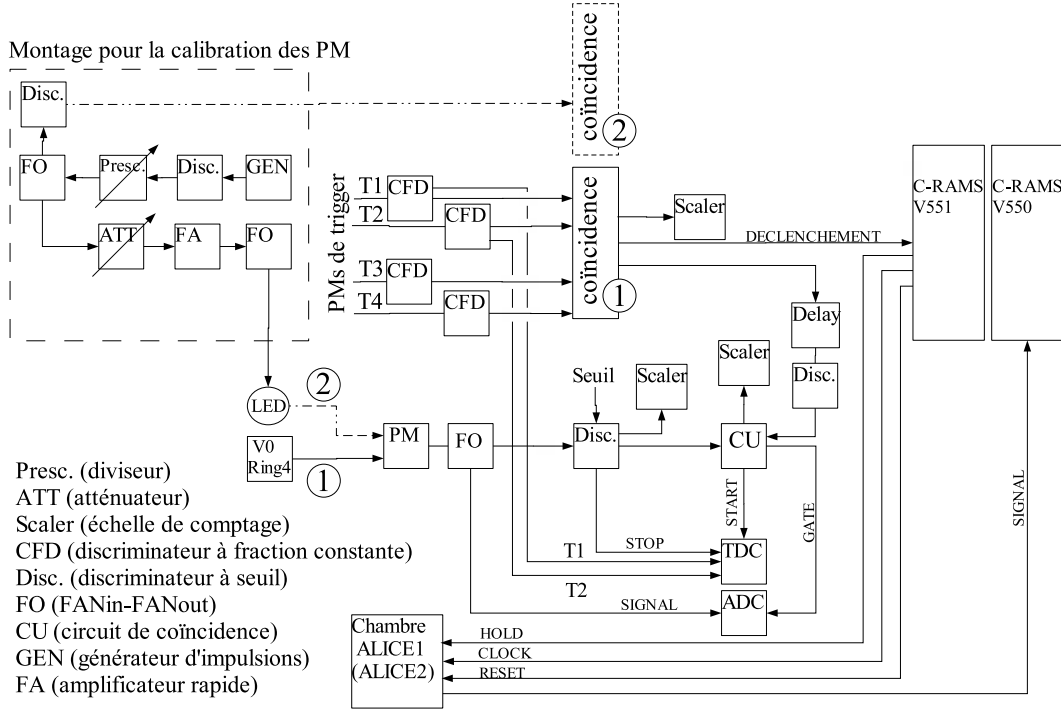 Montage pour la calibration des PM
Disc.
FO
Presc.
Disc.
GEN
ATT
FA
FO
LED
2
V0
Ring4
1
PMs de trigger
T1
T2
T3
T4
CFD
CFD
CFD
CFD
coïncidence
2
coïncidence
1
Scaler
DECLENCHEMENT
C-RAMS
V551
C-RAMS
V550
Delay
Disc.
Scaler
Seuil
Scaler
PM
FO
Disc.
CU
START
GATE
SIGNAL
STOP
T1
T2
TDC
SIGNAL
ADC
Chambre
ALICE1
(ALICE2)
HOLD
CLOCK
RESET
Presc. (diviseur)
ATT (atténuateur)
Scaler (échelle de comptage)
CFD (discriminateur à fraction constante)
Disc. (discriminateur à seuil)
FO (FANin-FANout)
CU (circuit de coïncidence)
GEN (générateur d'impulsions)
FA (amplificateur rapide)